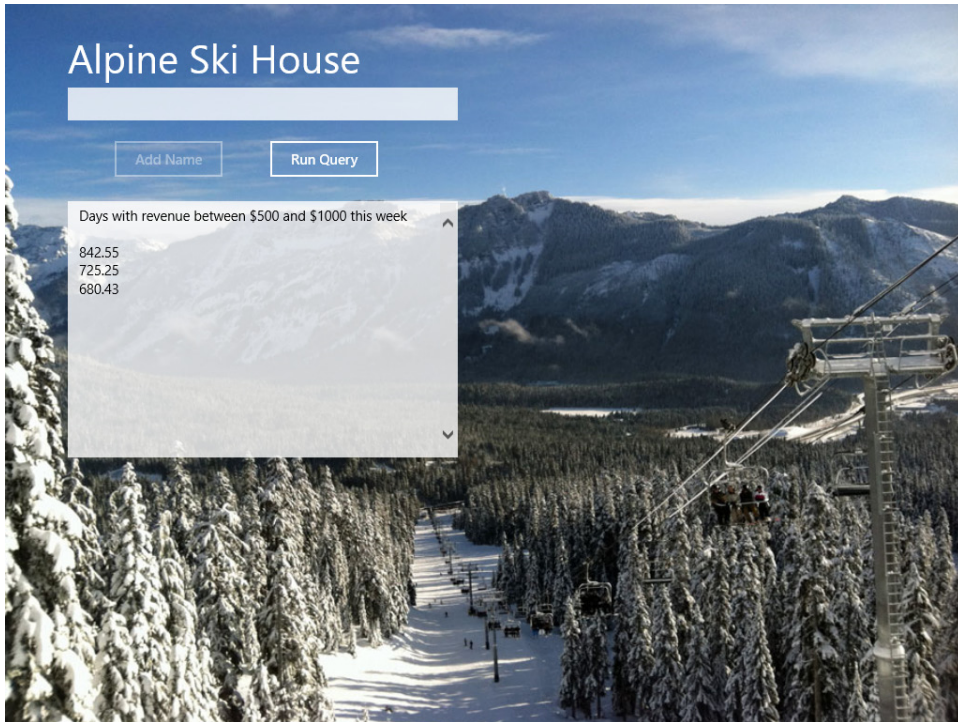 Alpine Ski House
Add Name
Run Query
Days with revenue between $500 and $1000 this week
842.55
725.25
680.43